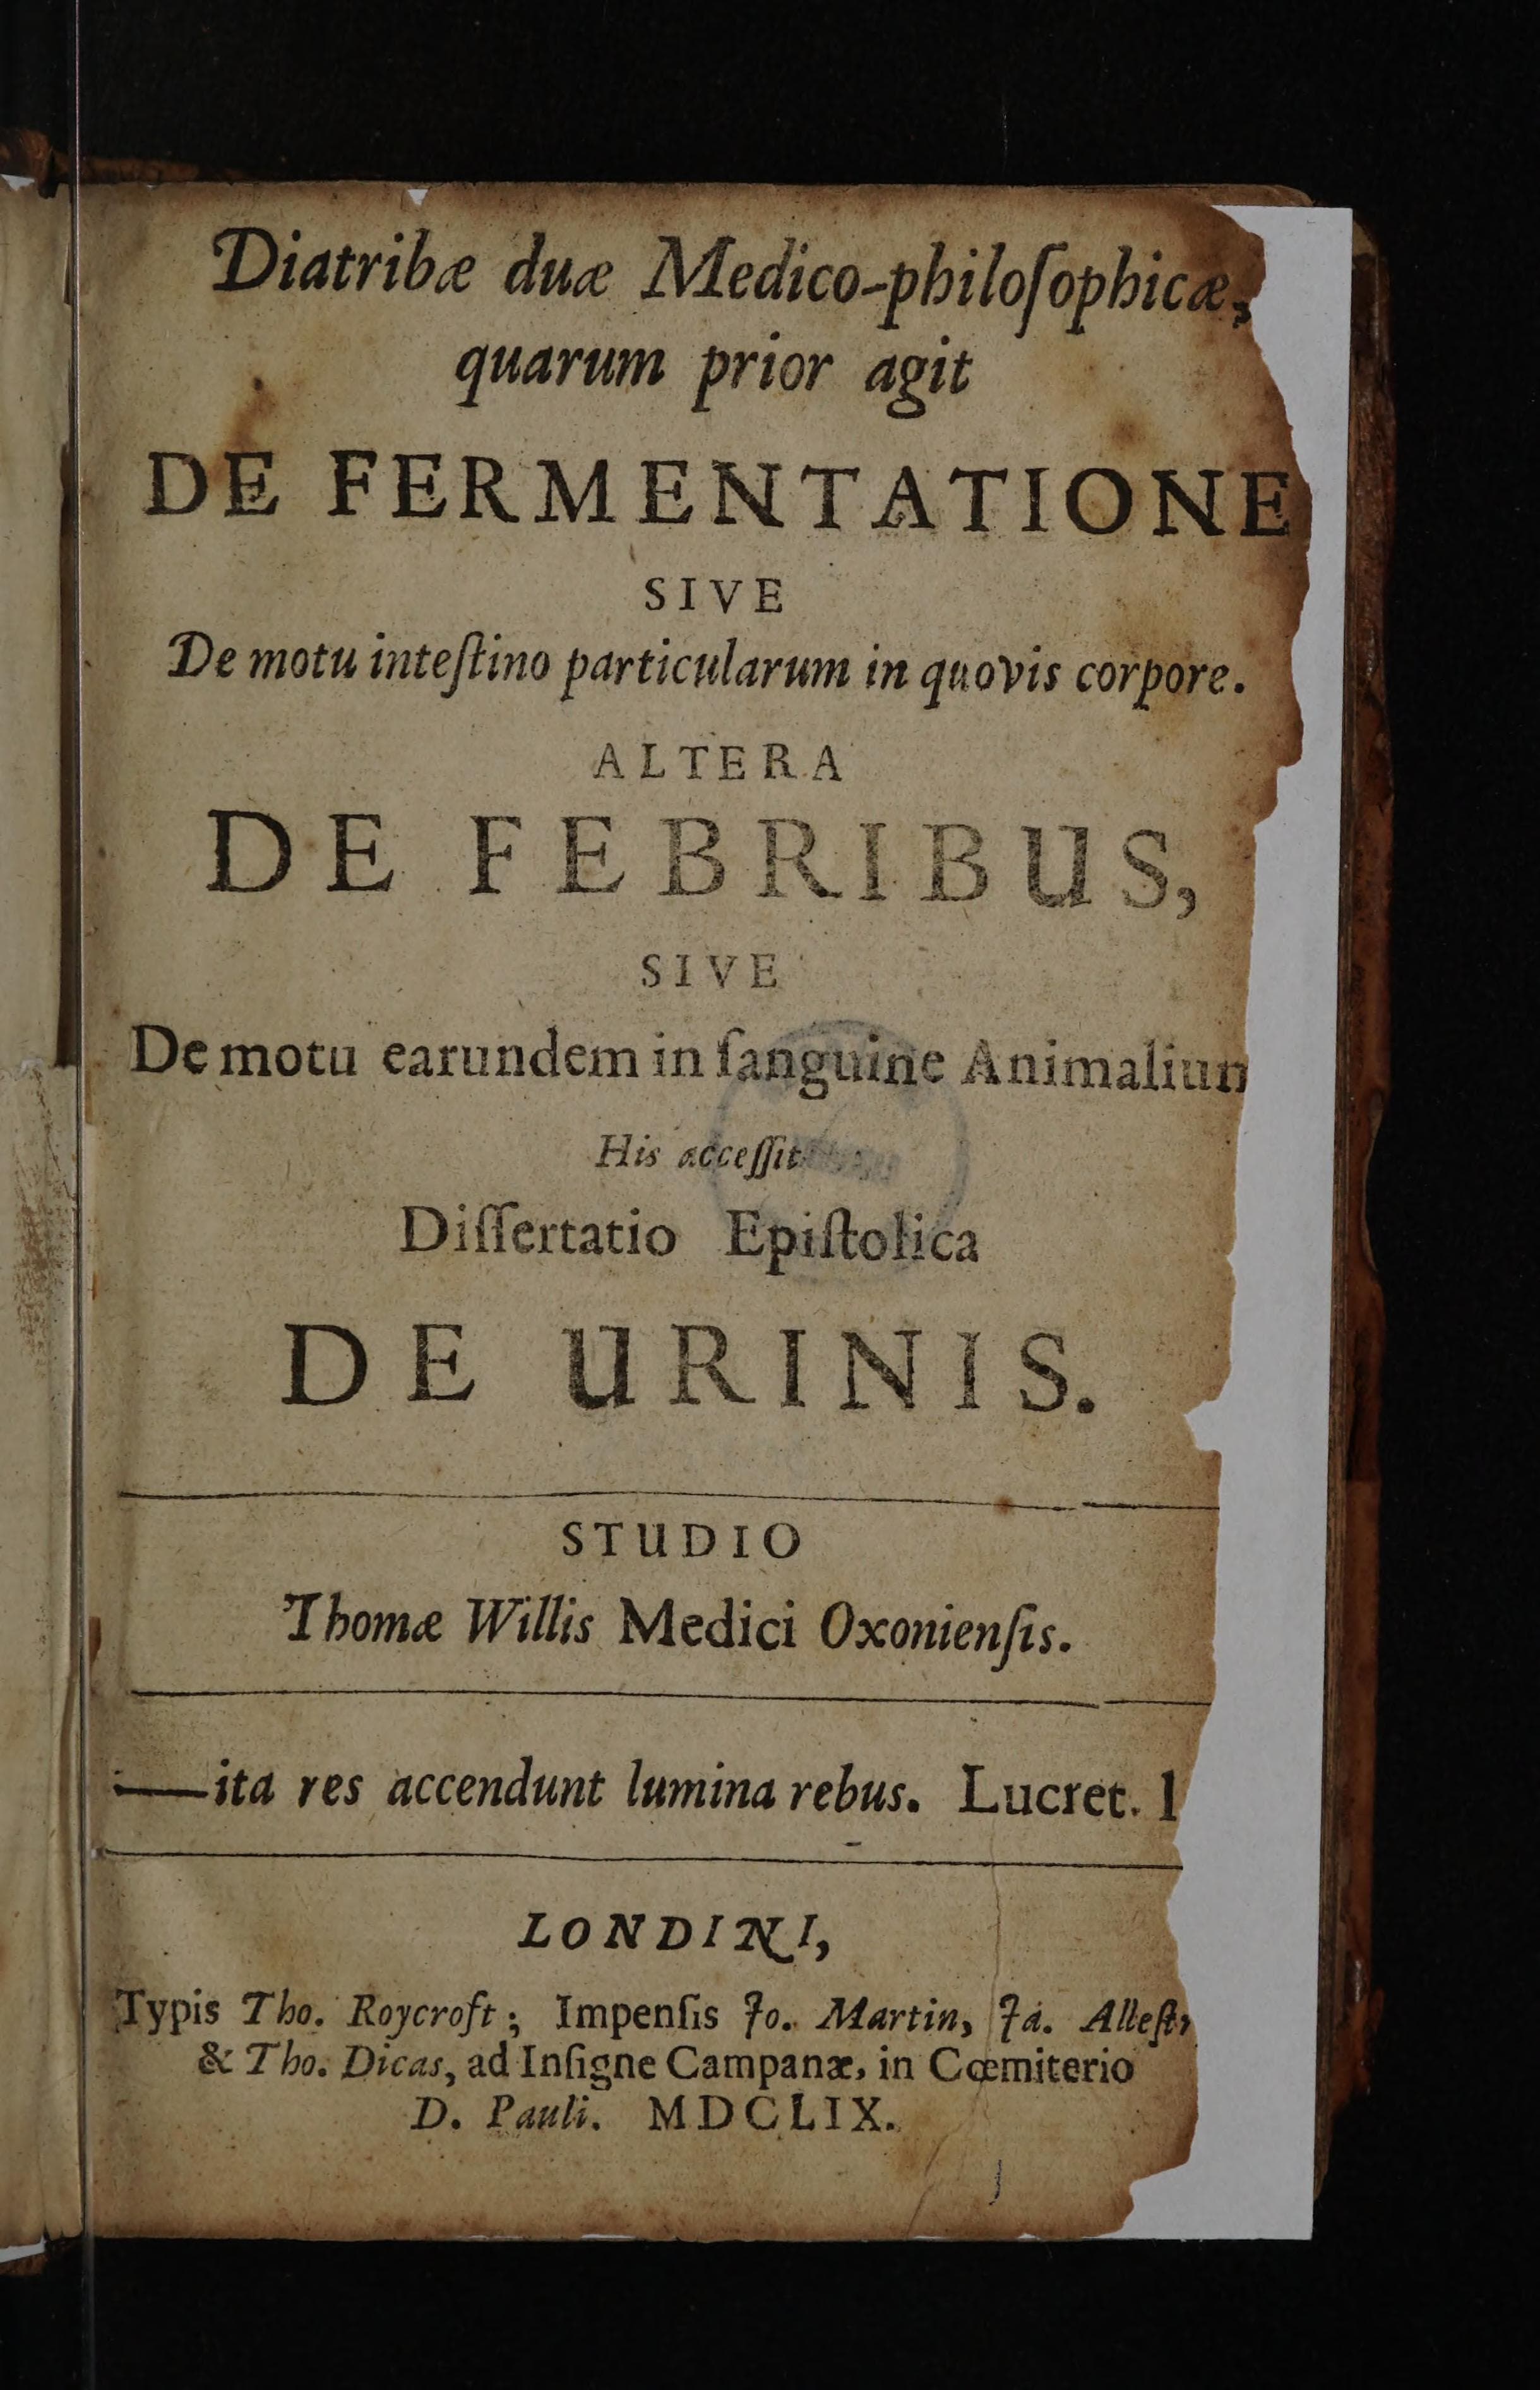 Diatribæ duæ Medico-philoſophicæ,
quarum prior agit
DE FERMENTATIONE
SIVE
De motu inteſtino particularum in quovis corpore.
ALTERA
DE FEBRIBUS,
SIVE
De motu earundem in ſanguine Animaliun
His acceſſit
Diſſertatio Epiſtolica
DE URINIS.
STUDIO
Thomæ Willis Medici Oxonienſis.
—ita res accendunt lumina rebus. Lucret. l
LONDINI,
Typis Tho. Roycroft; Impenſis Jo. Martin, Ja. Alleſtr
& Tho. Dicas, ad Inſigne Campanæ, in Cœmiterio
D. Pauli. MDCLIX.